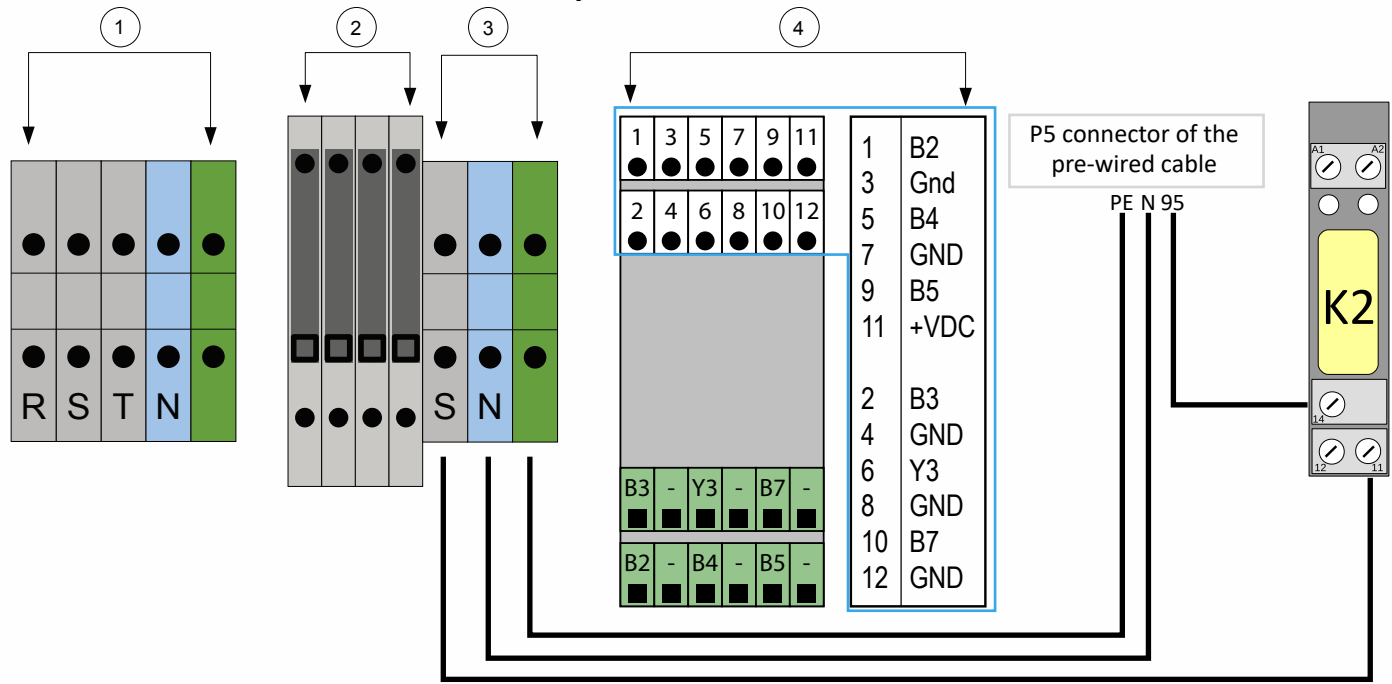 1
2
3
4
R S T N
S N
1 3 5 7 9 11
2 4 6 8 10 12
B3 - Y3 - B7 -
B2 - B4 - B5 -
1 B2
3 Gnd
5 B4
7 GND
9 B5
11 +VDC
2 B3
4 GND
6 Y3
8 GND
10 B7
12 GND
P5 connector of the
pre-wired cable
PE N 95
A1 A2
K2
14
12 11